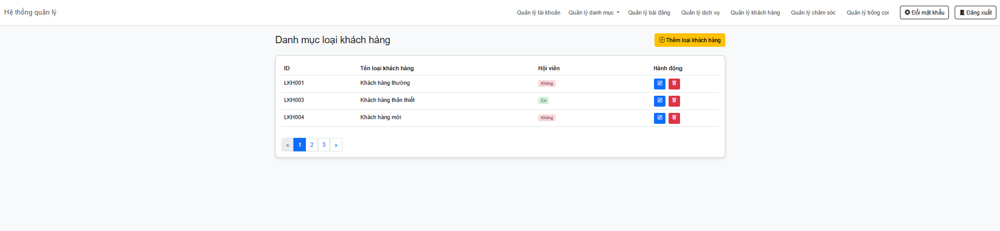 Hệ thống quản lý
Quản lý tài khoản Quản lý danh mục Quản lý bài đăng Quản lý dịch vụ Quản lý khách hàng Quản lý chăm sóc Quản lý trông coi Đổi mật khẩu Đăng xuất
Danh mục loại khách hàng
Thêm loại khách hàng
ID Tên loại khách hàng Hội viên Hành động
LKH001 Khách hàng thường Không
LKH003 Khách hàng thân thiết Có
LKH004 Khách hàng mới Không
« 1 2 3 »